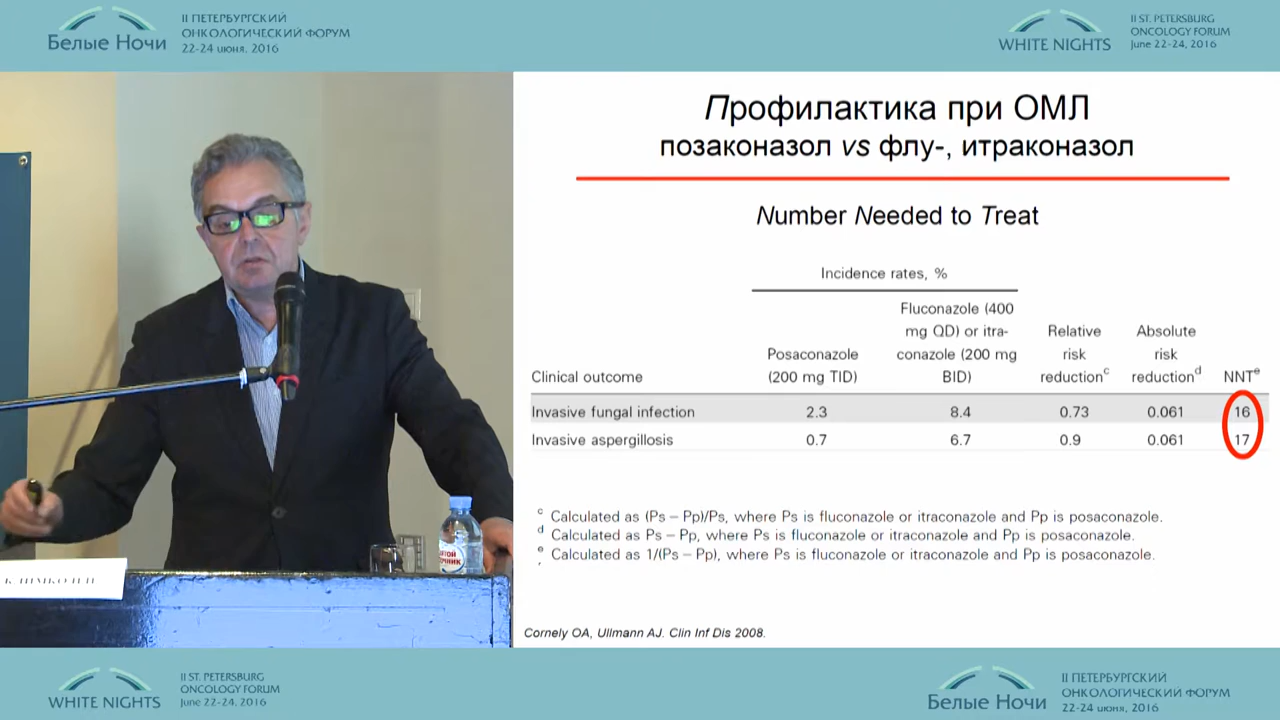 Белые Ночи
II ПЕТЕРБУРГСКИЙ
ОНКОЛОГИЧЕСКИЙ ФОРУМ
22-24 июня, 2016
WHITE NIGHTS
II ST. PETERSBURG
ONCOLOGY FORUM
June 22-24, 2016
Профилактика при ОМЛ
позаконазол vs флу-, итраконазол
Number Needed to Treat
Incidence rates, %
Clinical outcome
Posaconazole
(200 mg TID)
Fluconazole (400
mg QD) or itra-
conazole (200 mg
BID)
Relative
risk
reductionc
Absolute
risk
reductiond
NNTe
Invasive fungal infection 2.3 8.4 0.73 0.061 16
Invasive aspergillosis 0.7 6.7 0.9 0.061 17
c Calculated as (Ps – Pp)/Ps, where Ps is fluconazole or itraconazole and Pp is posaconazole.
d Calculated as Ps – Pp, where Ps is fluconazole or itraconazole and Pp is posaconazole.
e Calculated as 1/(Ps – Pp), where Ps is fluconazole or itraconazole and Pp is posaconazole.
Cornely OA, Ullmann AJ. Clin Inf Dis 2008.
WHITE NIGHTS
II ST. PETERSBURG
ONCOLOGY FORUM
June 22-24, 2016
Белые Ночи
II ПЕТЕРБУРГСКИЙ
ОНКОЛОГИЧЕСКИЙ ФОРУМ
22-24 июня, 2016